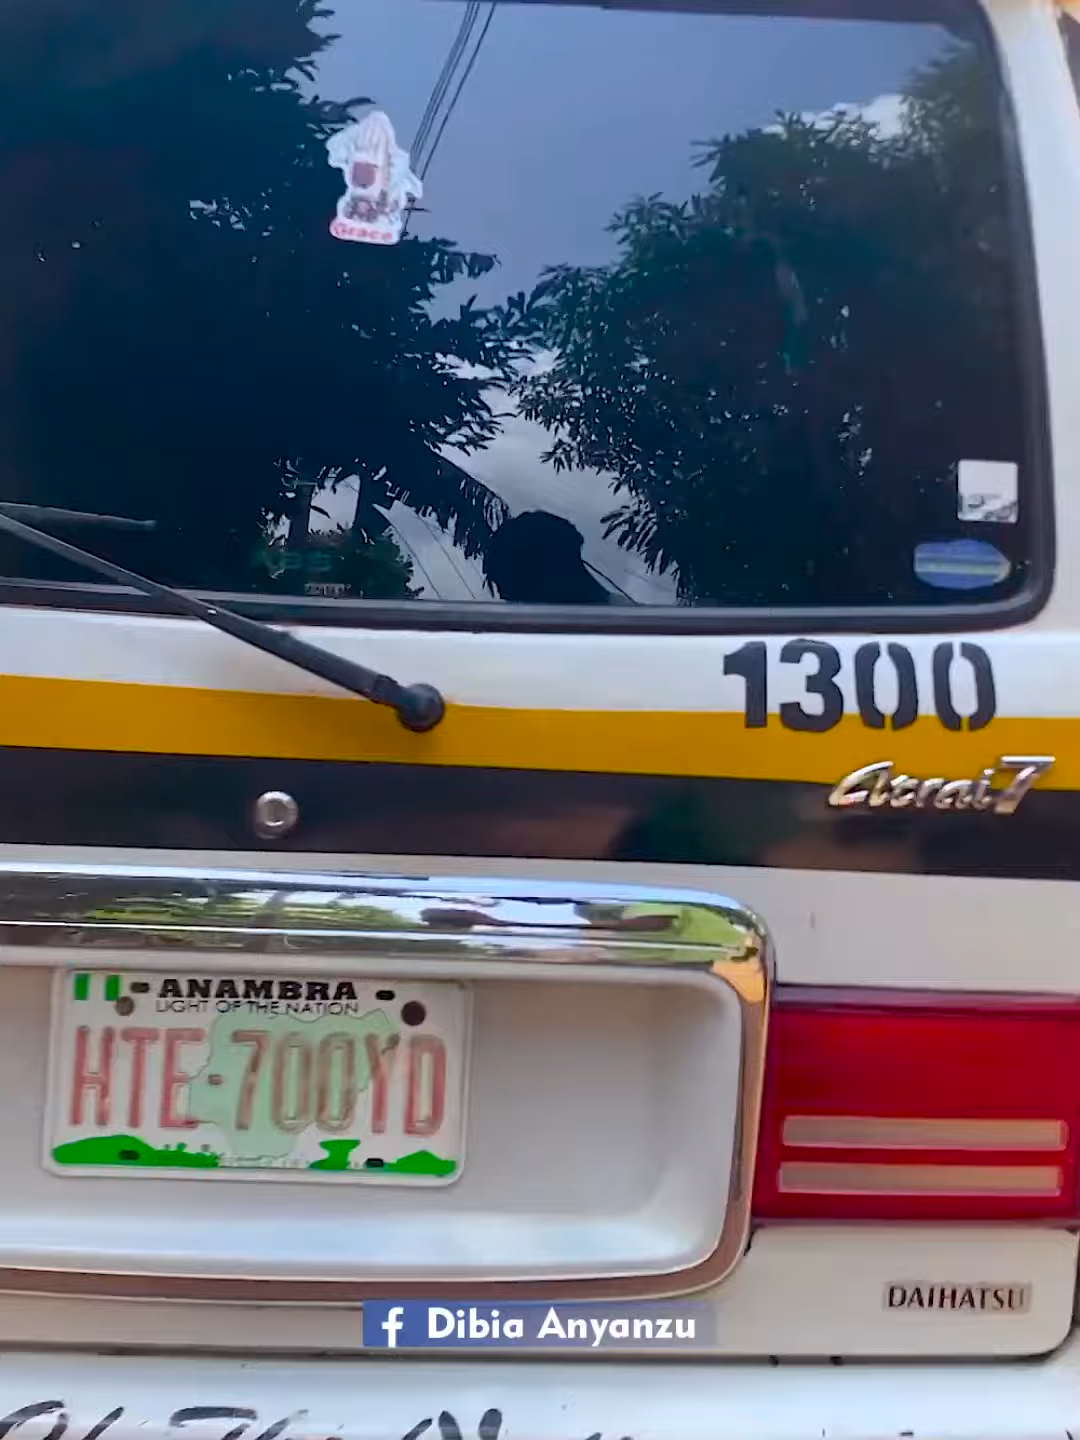 Grace
1300
Atrai7
ANAMBRA
LIGHT OF THE NATION
HTE-700YD
DAIHATSU
f Dibia Anyanzu